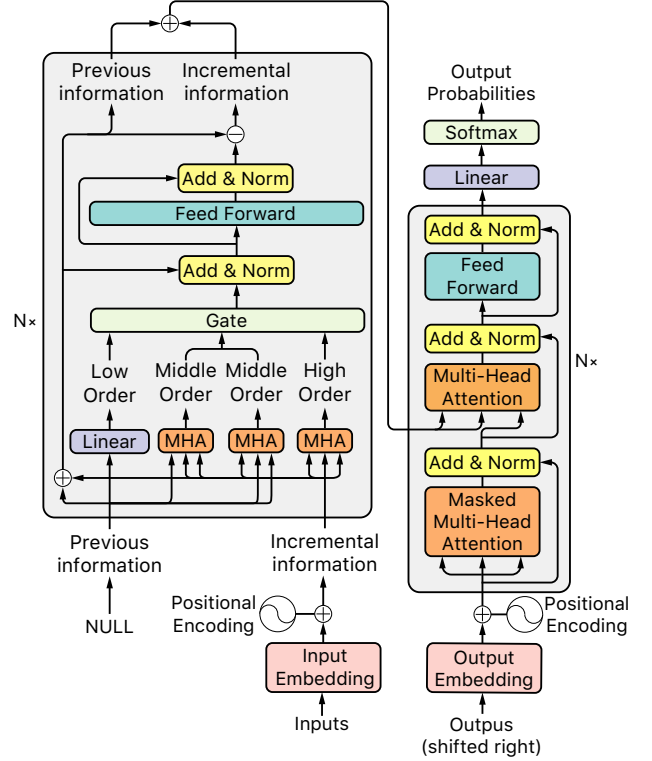 Previous
information
Incremental
information
Add & Norm
Feed Forward
Add & Norm
Gate
N×
Low
Order
Middle
Order
Middle
Order
High
Order
Linear
MHA
MHA
MHA
Previous
information
Incremental
information
NULL
Positional
Encoding
Input
Embedding
Inputs
Output
Probabilities
Softmax
Linear
Add & Norm
Feed
Forward
Add & Norm
Multi-Head
Attention
N×
Add & Norm
Masked
Multi-Head
Attention
Positional
Encoding
Output
Embedding
Outpus
(shifted right)